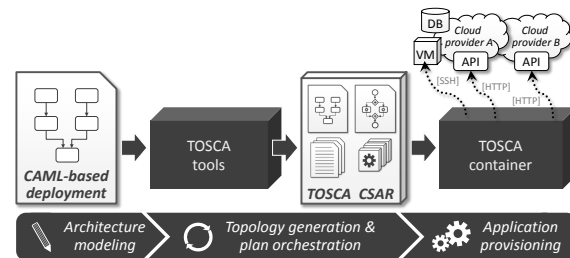 DB
Cloud
provider A
Cloud
provider B
VM
API
API
[SSH]
[HTTP]
[HTTP]
CAML-based
deployment
TOSCA
tools
TOSCA CSAR
TOSCA
container
Architecture
modeling
Topology generation &
plan orchestration
Application
provisioning